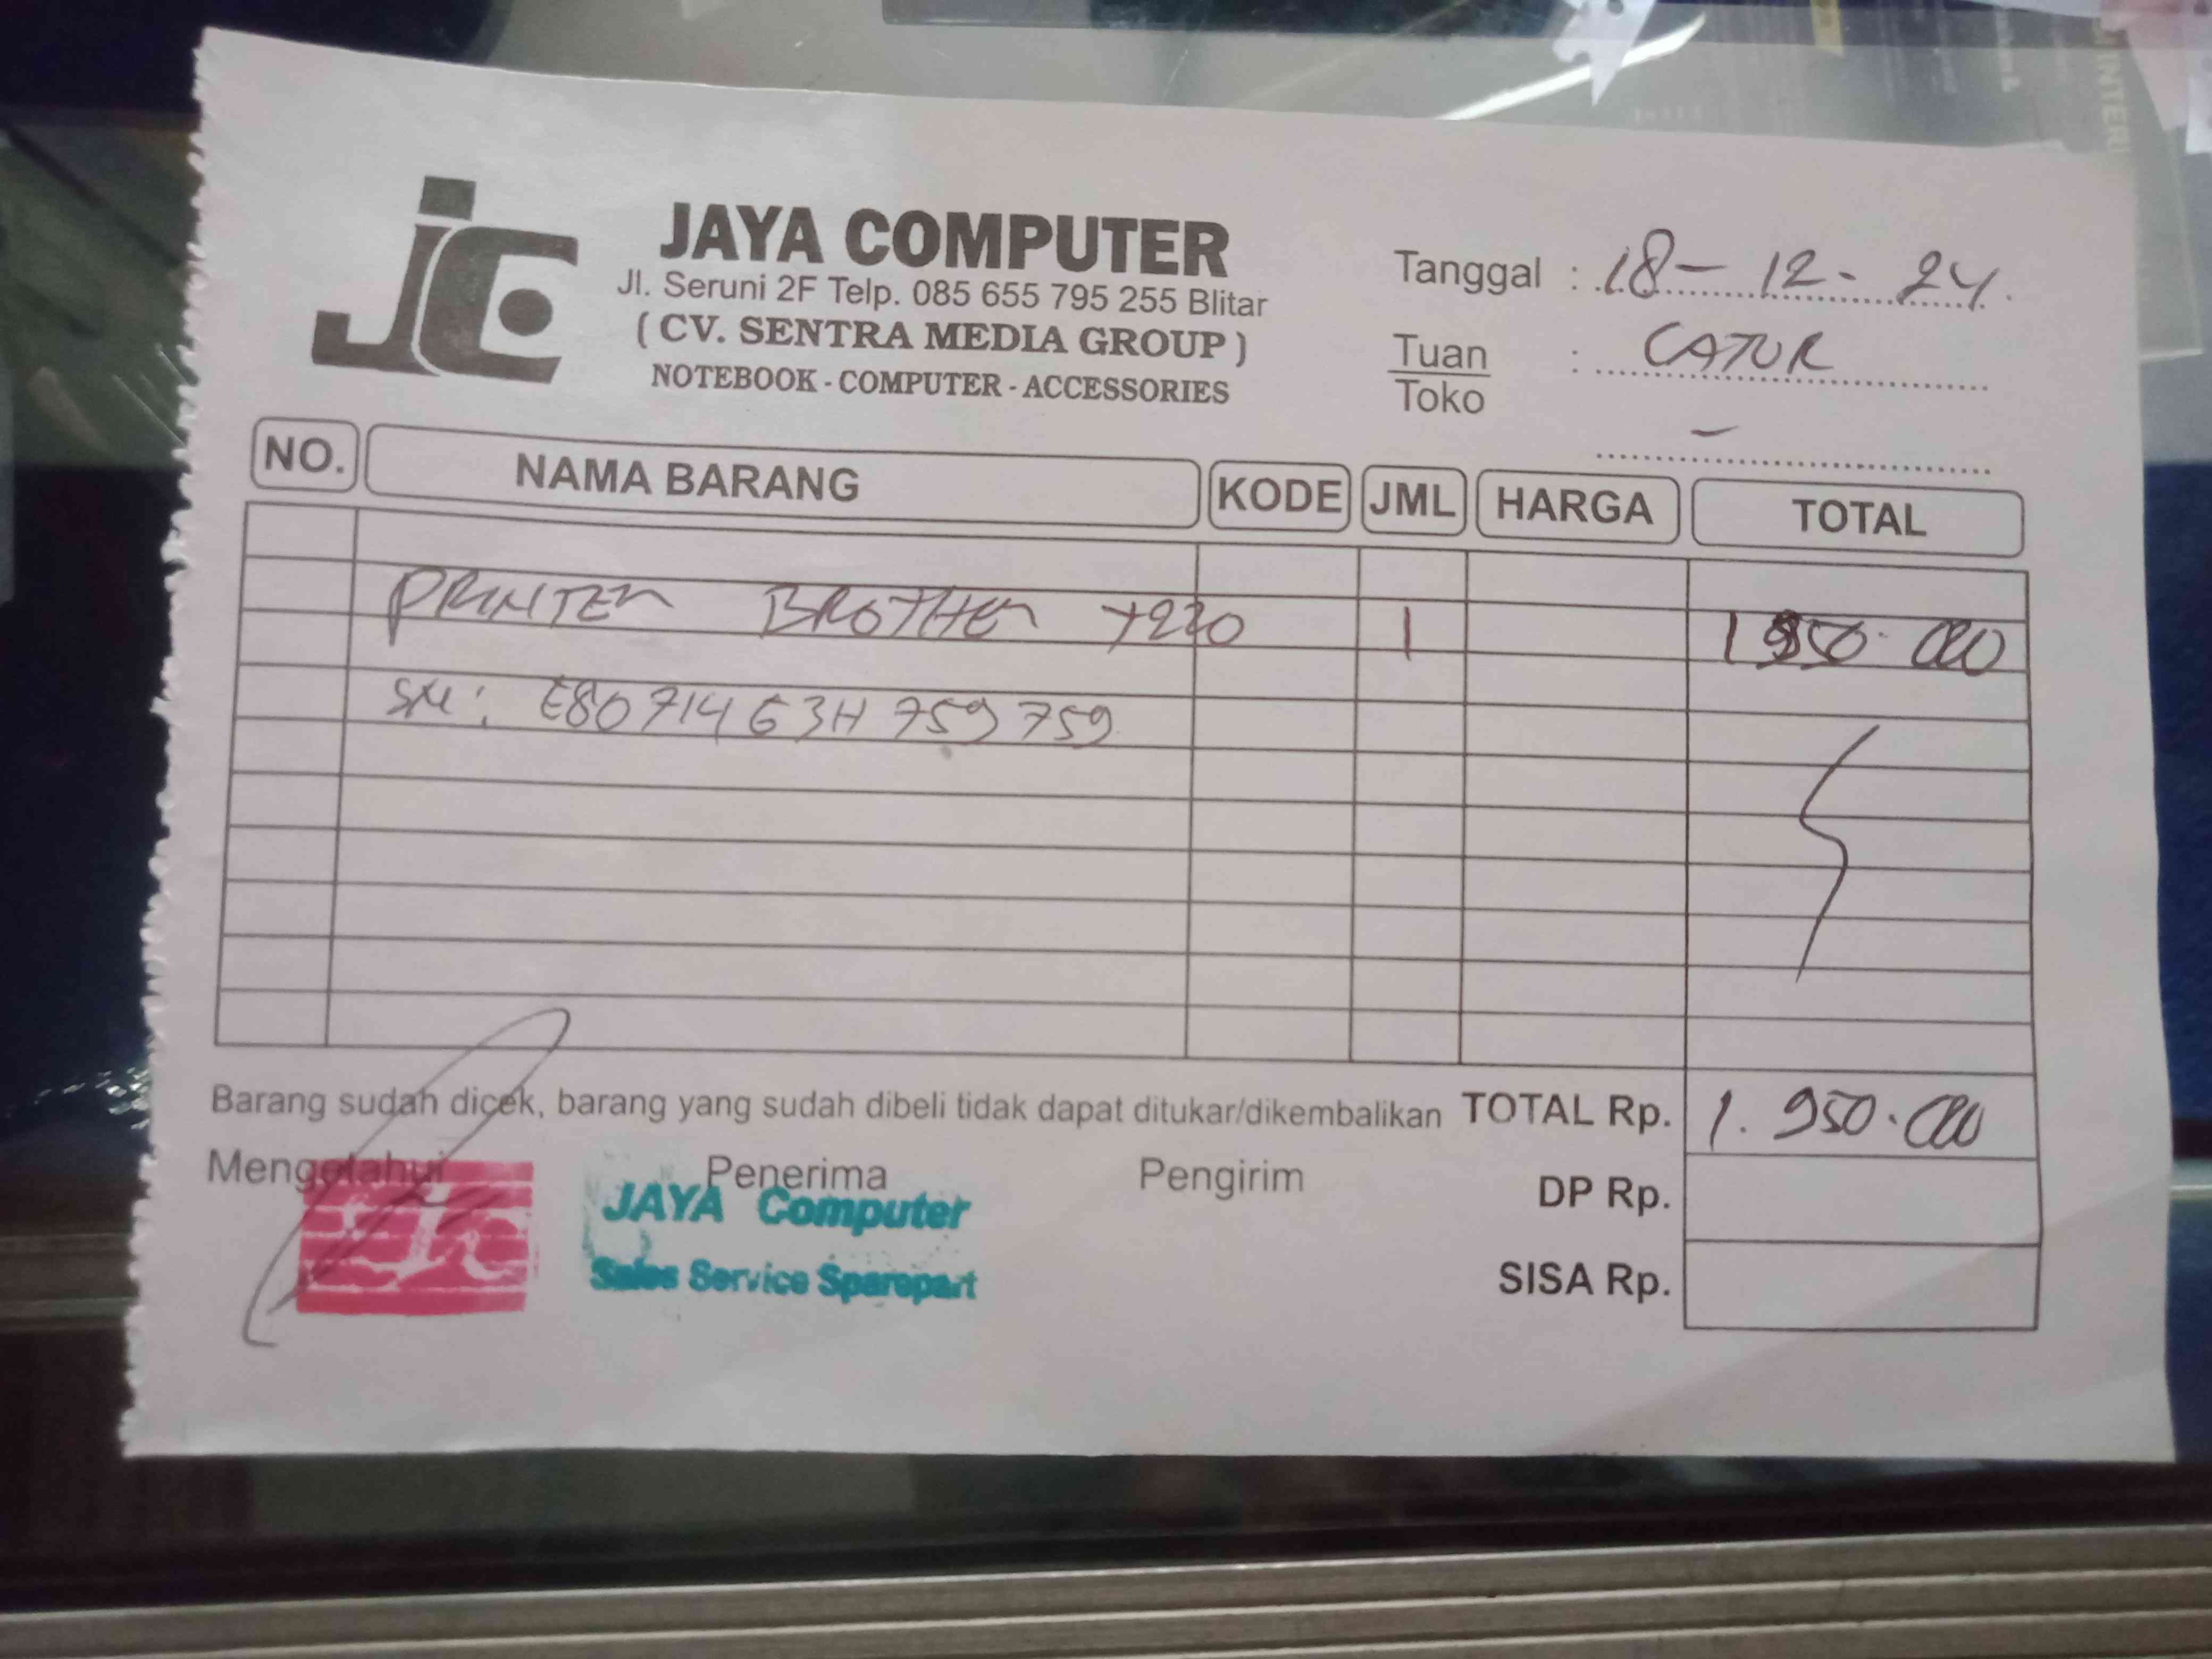 JC
JAYA COMPUTER
Jl. Seruni 2F Telp. 085 655 795 255 Blitar
( CV. SENTRA MEDIA GROUP )
NOTEBOOK - COMPUTER - ACCESSORIES
Tanggal : 18 - 12 - 24.
Tuan : CATUR
Toko
NO. NAMA BARANG KODE JML HARGA TOTAL
PRINTER BROTHER T220 1 1950.000
SN: E80714G3H759759
Barang sudah dicek, barang yang sudah dibeli tidak dapat ditukar/dikembalikan TOTAL Rp. 1.950.000
Mengetahui Penerima Pengirim DP Rp.
JAYA Computer
Sales Service Sparepart
SISA Rp.